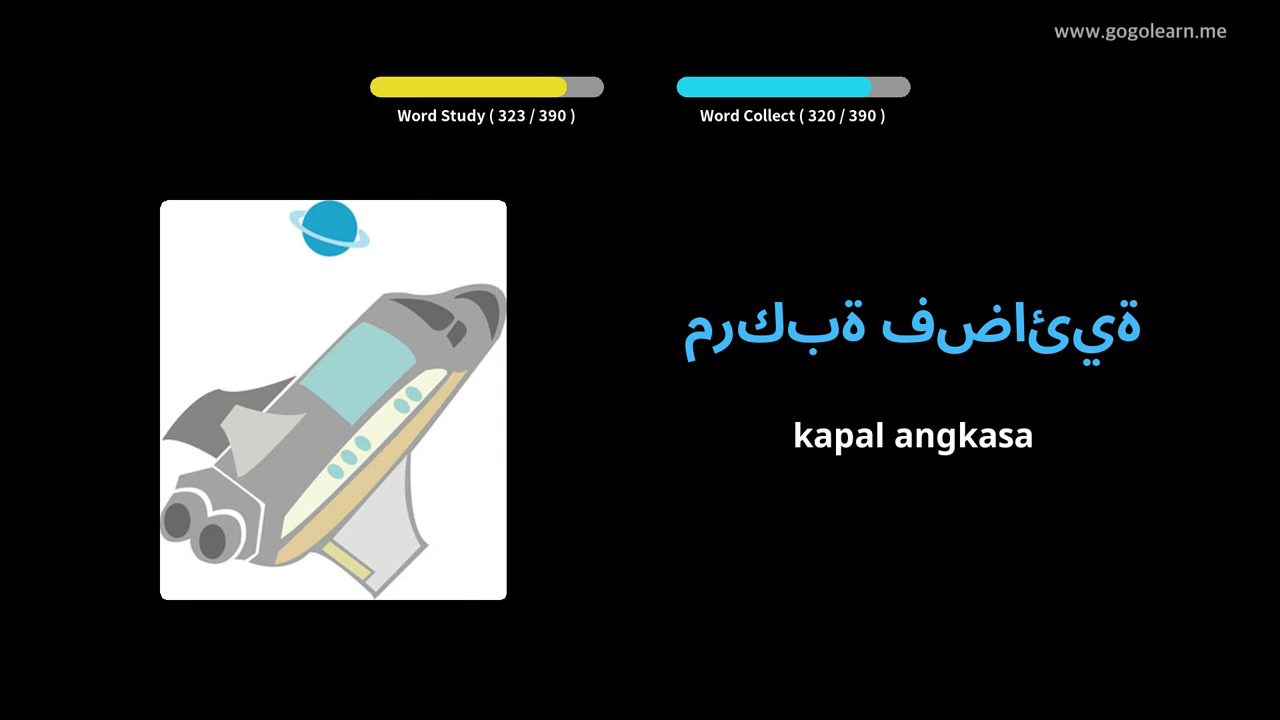 www.gogolearn.me
Word Study ( 323 / 390 )
Word Collect ( 320 / 390 )
مركبة فضائية
kapal angkasa